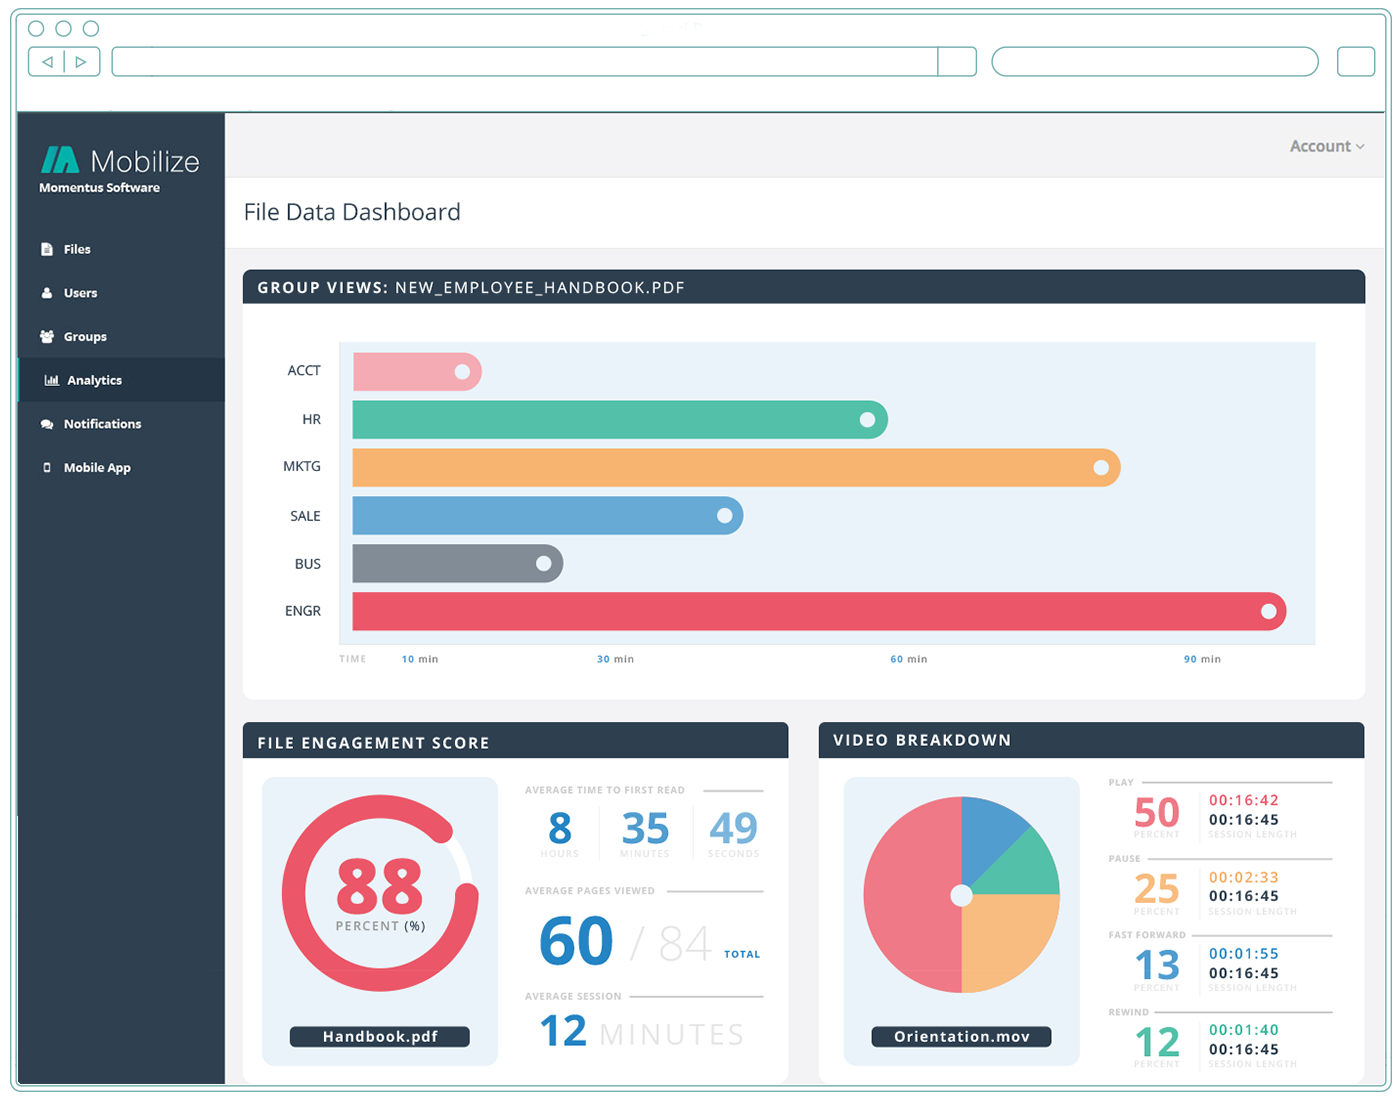 Mobilize
Momentus Software
Files
Users
Groups
Analytics
Notifications
Mobile App
Account
File Data Dashboard
GROUP VIEWS: NEW_EMPLOYEE_HANDBOOK.PDF
ACCT
HR
MKTG
SALE
BUS
ENGR
TIME 10 min 30 min 60 min 90 min
FILE ENGAGEMENT SCORE
88
PERCENT (%)
Handbook.pdf
AVERAGE TIME TO FIRST READ
8 35 49
HOURS MINUTES SECONDS
AVERAGE PAGES VIEWED
60 / 84 TOTAL
AVERAGE SESSION
12 MINUTES
VIDEO BREAKDOWN
Orientation.mov
PLAY
50 00:16:42
00:16:45
PERCENT SESSION LENGTH
PAUSE
25 00:02:33
00:16:45
PERCENT SESSION LENGTH
FAST FORWARD
13 00:01:55
00:16:45
PERCENT SESSION LENGTH
REWIND
12 00:01:40
00:16:45
PERCENT SESSION LENGTH